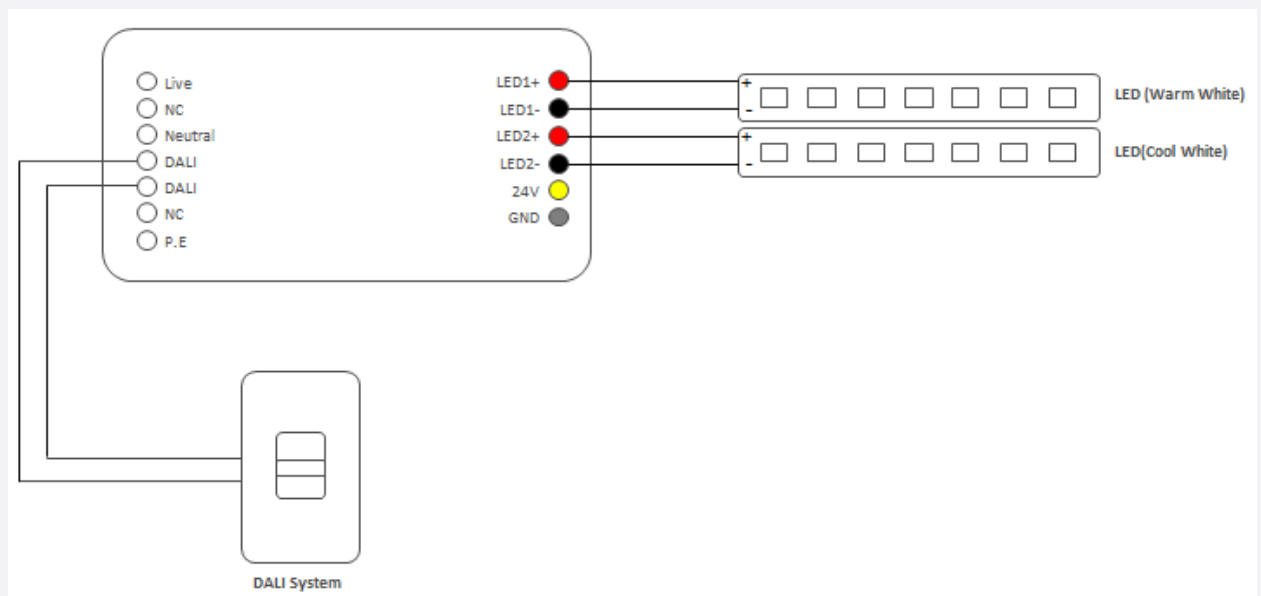 Live
NC
Neutral
DALI
DALI
NC
P.E
LED1+
LED1-
LED2+
LED2-
24V
GND
+
-
LED (Warm White)
+
-
LED(Cool White)
DALI System